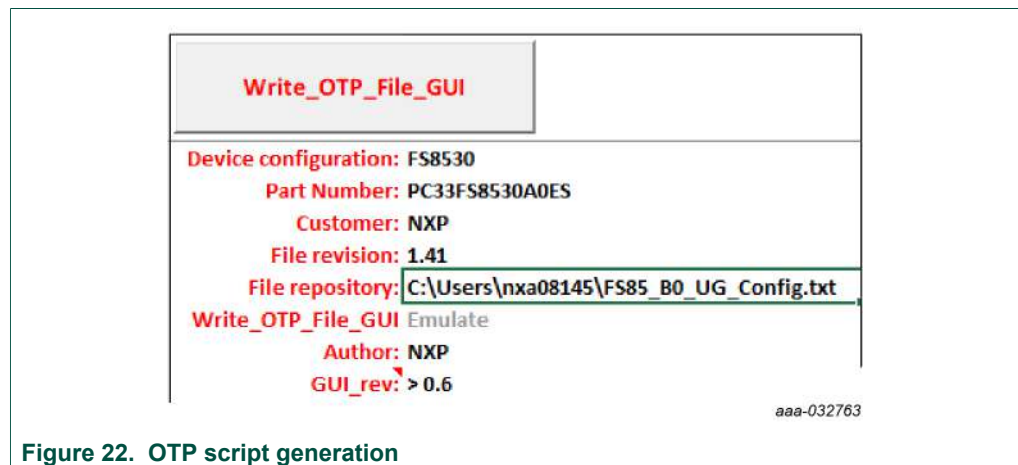 Write_OTP_File_GUI
Device configuration: FS8530
Part Number: PC33FS8530A0ES
Customer: NXP
File revision: 1.41
File repository: C:\Users\nxa08145\FS85_B0_UG_Config.txt
Write_OTP_File_GUI Emulate
Author: NXP
GUI_rev: > 0.6
aaa-032763
Figure 22. OTP script generation